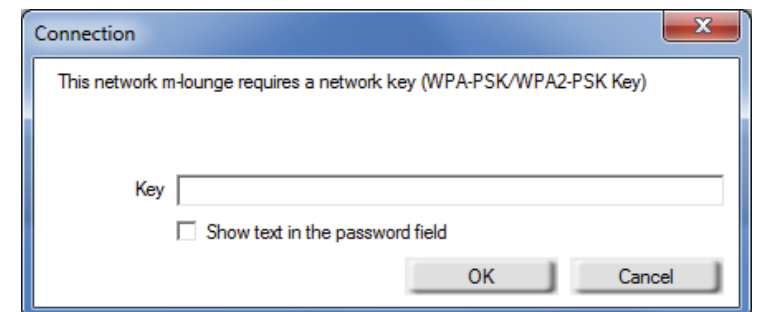 Connection
This network m-lounge requires a network key (WPA-PSK/WPA2-PSK Key)
Key
Show text in the password field
OK Cancel